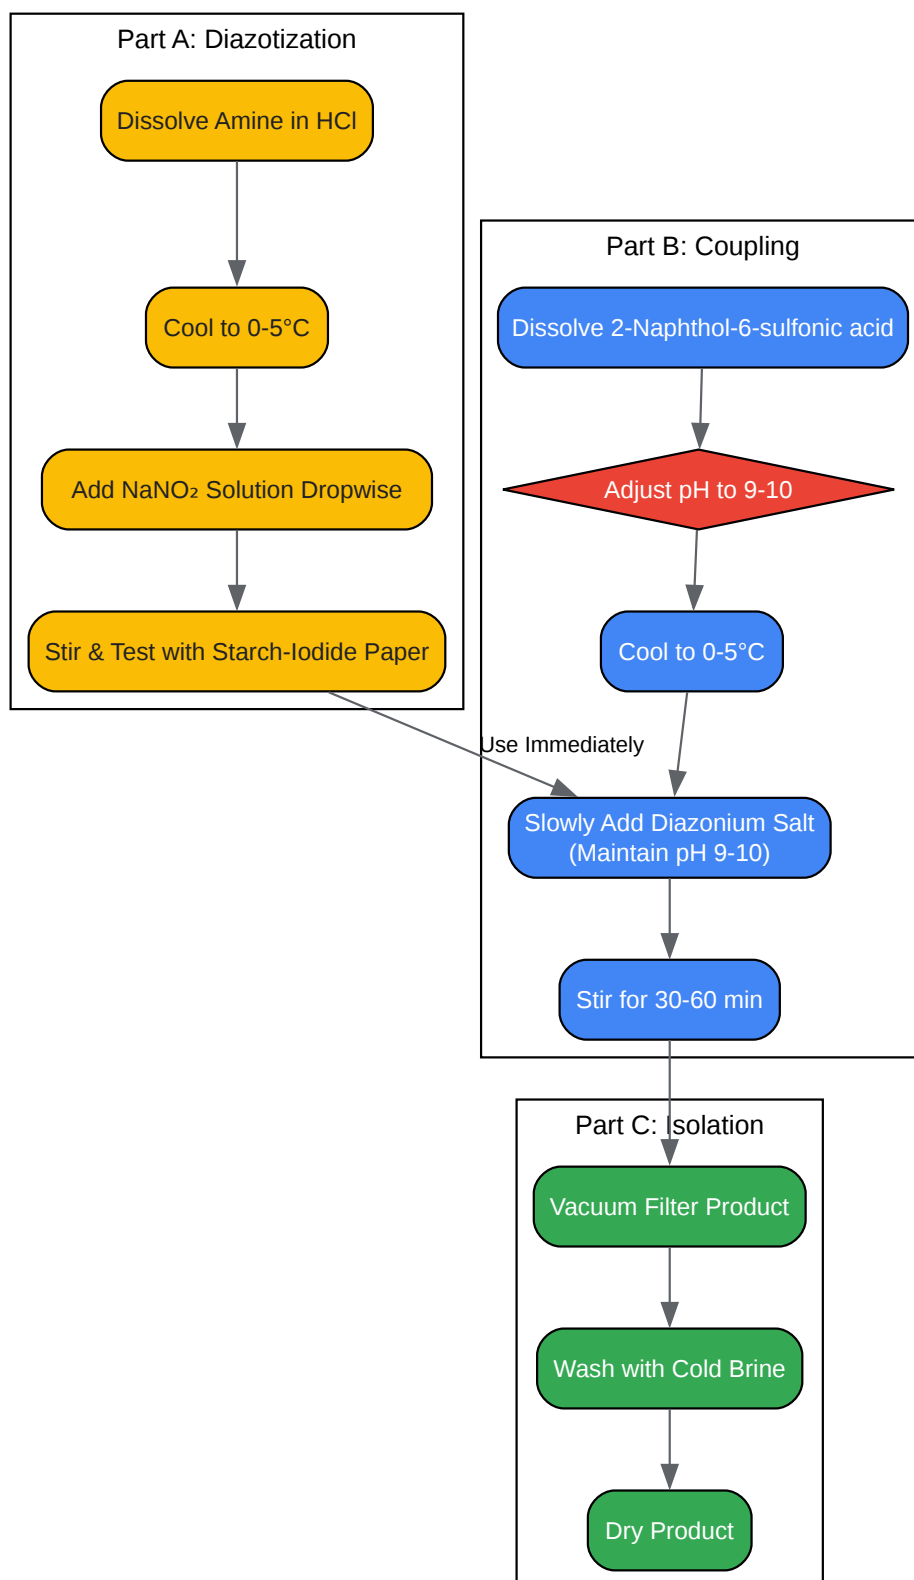 Part A: Diazotization
Dissolve Amine in HCl
Cool to 0-5°C
Add NaNO₂ Solution Dropwise
Stir & Test with Starch-Iodide Paper
Use Immediately
Part B: Coupling
Dissolve 2-Naphthol-6-sulfonic acid
Adjust pH to 9-10
Cool to 0-5°C
Slowly Add Diazonium Salt
(Maintain pH 9-10)
Stir for 30-60 min
Part C: Isolation
Vacuum Filter Product
Wash with Cold Brine
Dry Product